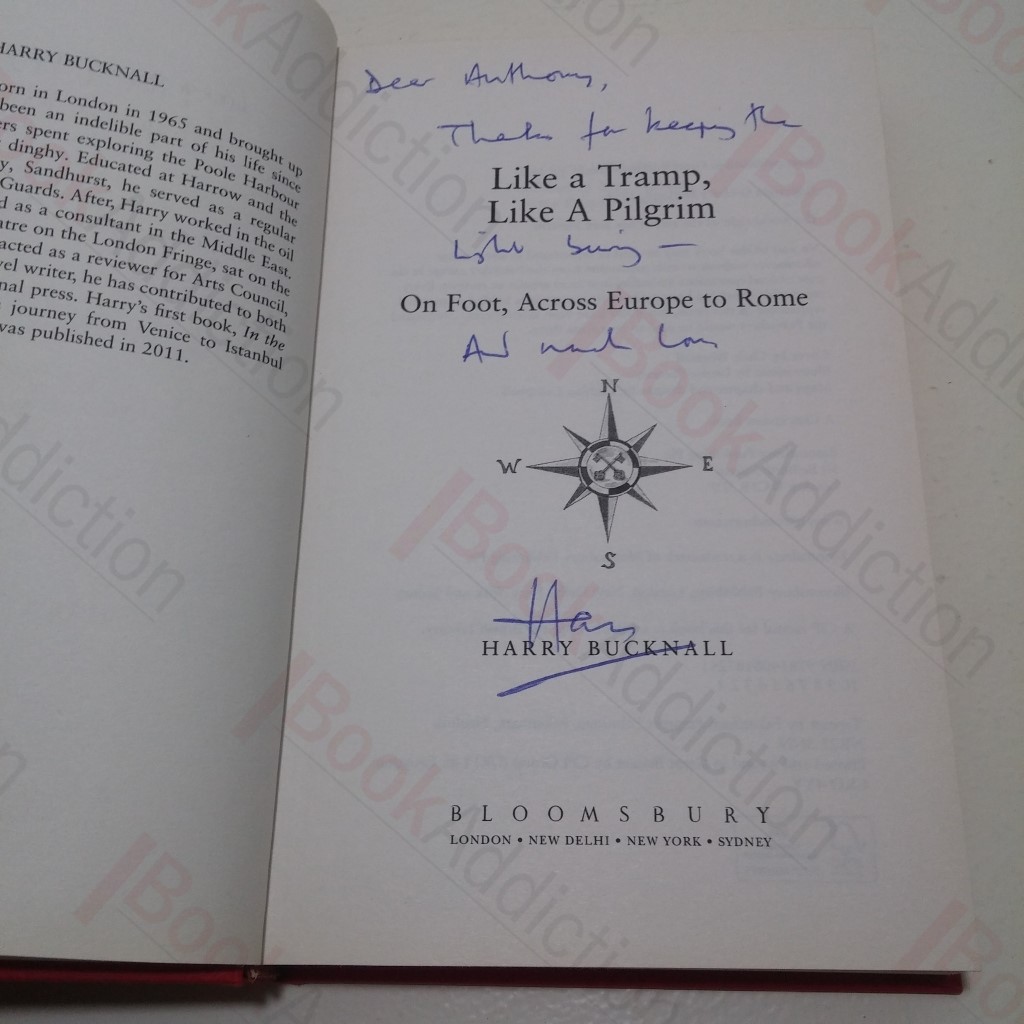 HARRY BUCKNALL
orn in London in 1965 and brought up
been an indelible part of his life since
ers spent exploring the Poole Harbour
dinghy. Educated at Harrow and the
y, Sandhurst, he served as a regular
Guards. After, Harry worked in the oil
d as a consultant in the Middle East.
atre on the London Fringe, sat on the
acted as a reviewer for Arts Council,
vel writer, he has contributed to both
nal press. Harry's first book, In the
journey from Venice to Istanbul
was published in 2011.
Dear Anthony,
Thanks for keeping the
Like a Tramp,
Like A Pilgrim
light burning —
On Foot, Across Europe to Rome
And much love
N
W E
S
Harry
HARRY BUCKNALL
BLOOMSBURY
LONDON • NEW DELHI • NEW YORK • SYDNEY
BookAddiction